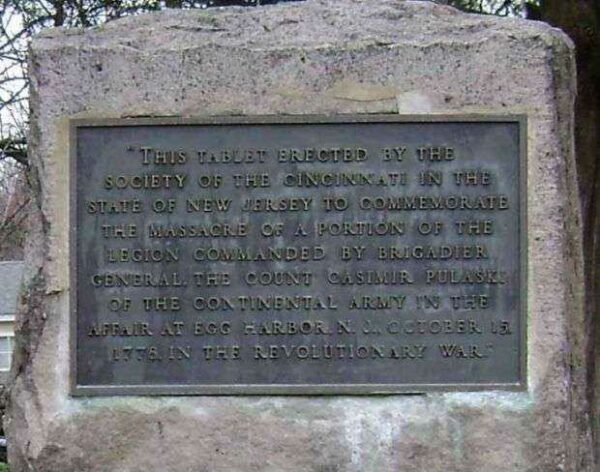 "THIS TABLET ERECTED BY THE
SOCIETY OF THE CINCINNATI IN THE
STATE OF NEW JERSEY TO COMMEMORATE
THE MASSACRE OF A PORTION OF THE
LEGION COMMANDED BY BRIGADIER
GENERAL, THE COUNT CASIMIR PULASKI
OF THE CONTINENTAL ARMY IN THE
AFFAIR AT EGG HARBOR, N. J., OCTOBER 15,
1778, IN THE REVOLUTIONARY WAR."